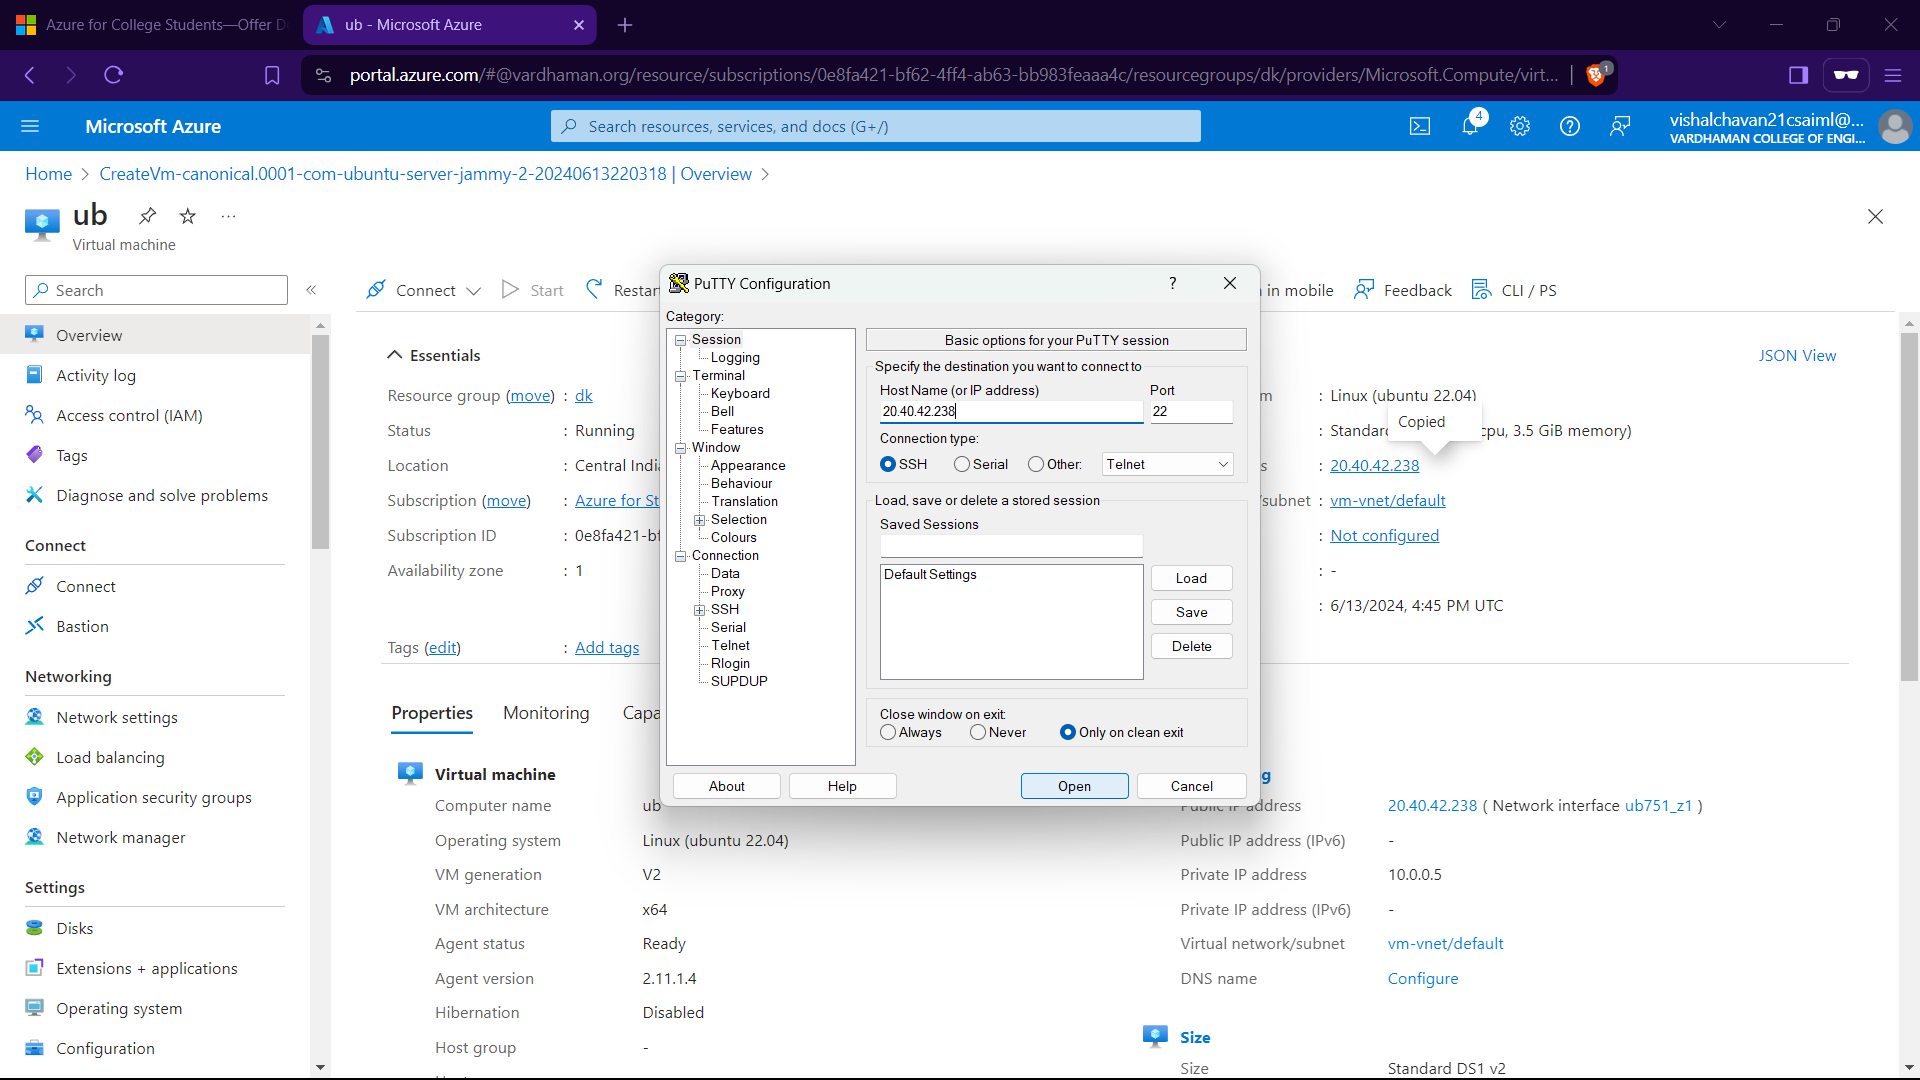 Azure for College Students—Offer D
ub - Microsoft Azure
portal.azure.com/#@vardhaman.org/resource/subscriptions/0e8fa421-bf62-4ff4-ab63-bb983feaaa4c/resourcegroups/dk/providers/Microsoft.Compute/virt...
1
Microsoft Azure
Search resources, services, and docs (G+/)
4
vishalchavan21csaiml@...
VARDHAMAN COLLEGE OF ENGI...
Home > CreateVm-canonical.0001-com-ubuntu-server-jammy-2-20240613220318 | Overview >
ub
Virtual machine
Search
Connect
Start
Restart
in mobile
Feedback
CLI / PS
Overview
Activity log
Access control (IAM)
Tags
Diagnose and solve problems
Connect
Connect
Bastion
Networking
Network settings
Load balancing
Application security groups
Network manager
Settings
Disks
Extensions + applications
Operating system
Configuration
Essentials
JSON View
Resource group (move) : dk
Status : Running
Location : Central Indi
Subscription (move) : Azure for St
Subscription ID : 0e8fa421-bf
Availability zone : 1
Tags (edit) : Add tags
m : Linux (ubuntu 22.04)
Copied
: Standar cpu, 3.5 GiB memory)
s : 20.40.42.238
/subnet : vm-vnet/default
: Not configured
: -
: 6/13/2024, 4:45 PM UTC
PuTTY Configuration
?
Category:
Session
Logging
Terminal
Keyboard
Bell
Features
Window
Appearance
Behaviour
Translation
Selection
Colours
Connection
Data
Proxy
SSH
Serial
Telnet
Rlogin
SUPDUP
Basic options for your PuTTY session
Specify the destination you want to connect to
Host Name (or IP address) Port
20.40.42.238 22
Connection type:
SSH Serial Other: Telnet
Load, save or delete a stored session
Saved Sessions
Default Settings
Load
Save
Delete
Close window on exit:
Always Never Only on clean exit
About Help Open Cancel
Properties Monitoring Capa
Virtual machine
Computer name ub
Operating system Linux (ubuntu 22.04)
VM generation V2
VM architecture x64
Agent status Ready
Agent version 2.11.1.4
Hibernation Disabled
Host group -
g
Public IP address 20.40.42.238 ( Network interface ub751_z1 )
Public IP address (IPv6) -
Private IP address 10.0.0.5
Private IP address (IPv6) -
Virtual network/subnet vm-vnet/default
DNS name Configure
Size
Size Standard DS1 v2